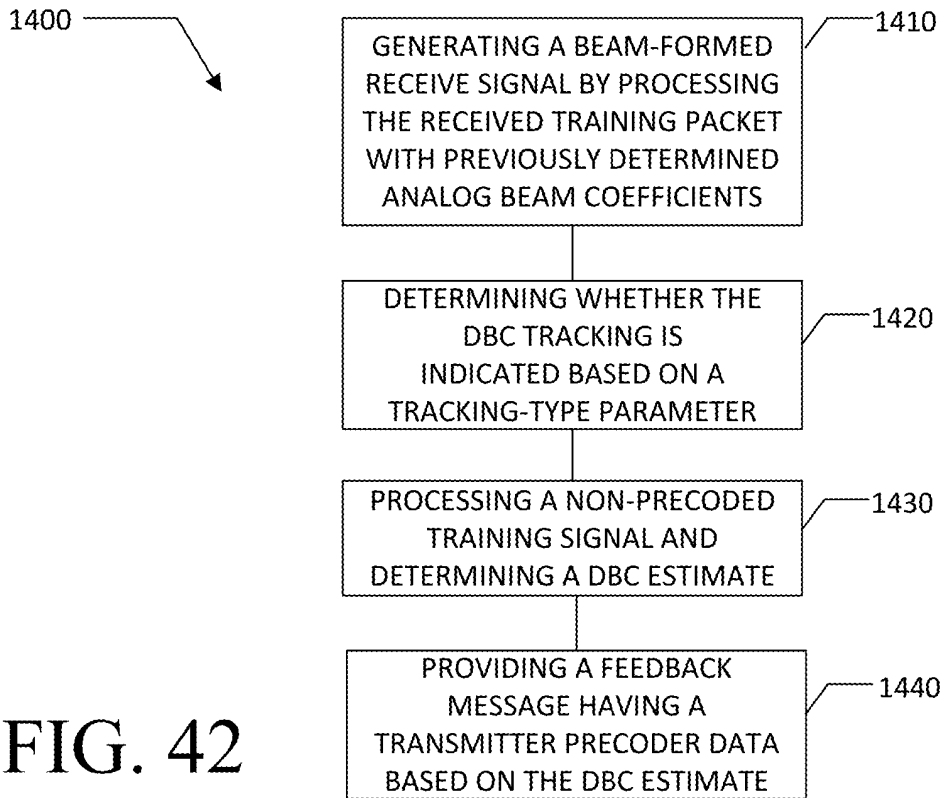 1400
1410
GENERATING A BEAM-FORMED
RECEIVE SIGNAL BY PROCESSING
THE RECEIVED TRAINING PACKET
WITH PREVIOUSLY DETERMINED
ANALOG BEAM COEFFICIENTS
1420
DETERMINING WHETHER THE
DBC TRACKING IS
INDICATED BASED ON A
TRACKING-TYPE PARAMETER
1430
PROCESSING A NON-PRECODED
TRAINING SIGNAL AND
DETERMINING A DBC ESTIMATE
1440
PROVIDING A FEEDBACK
MESSAGE HAVING A
TRANSMITTER PRECODER DATA
BASED ON THE DBC ESTIMATE
FIG. 42